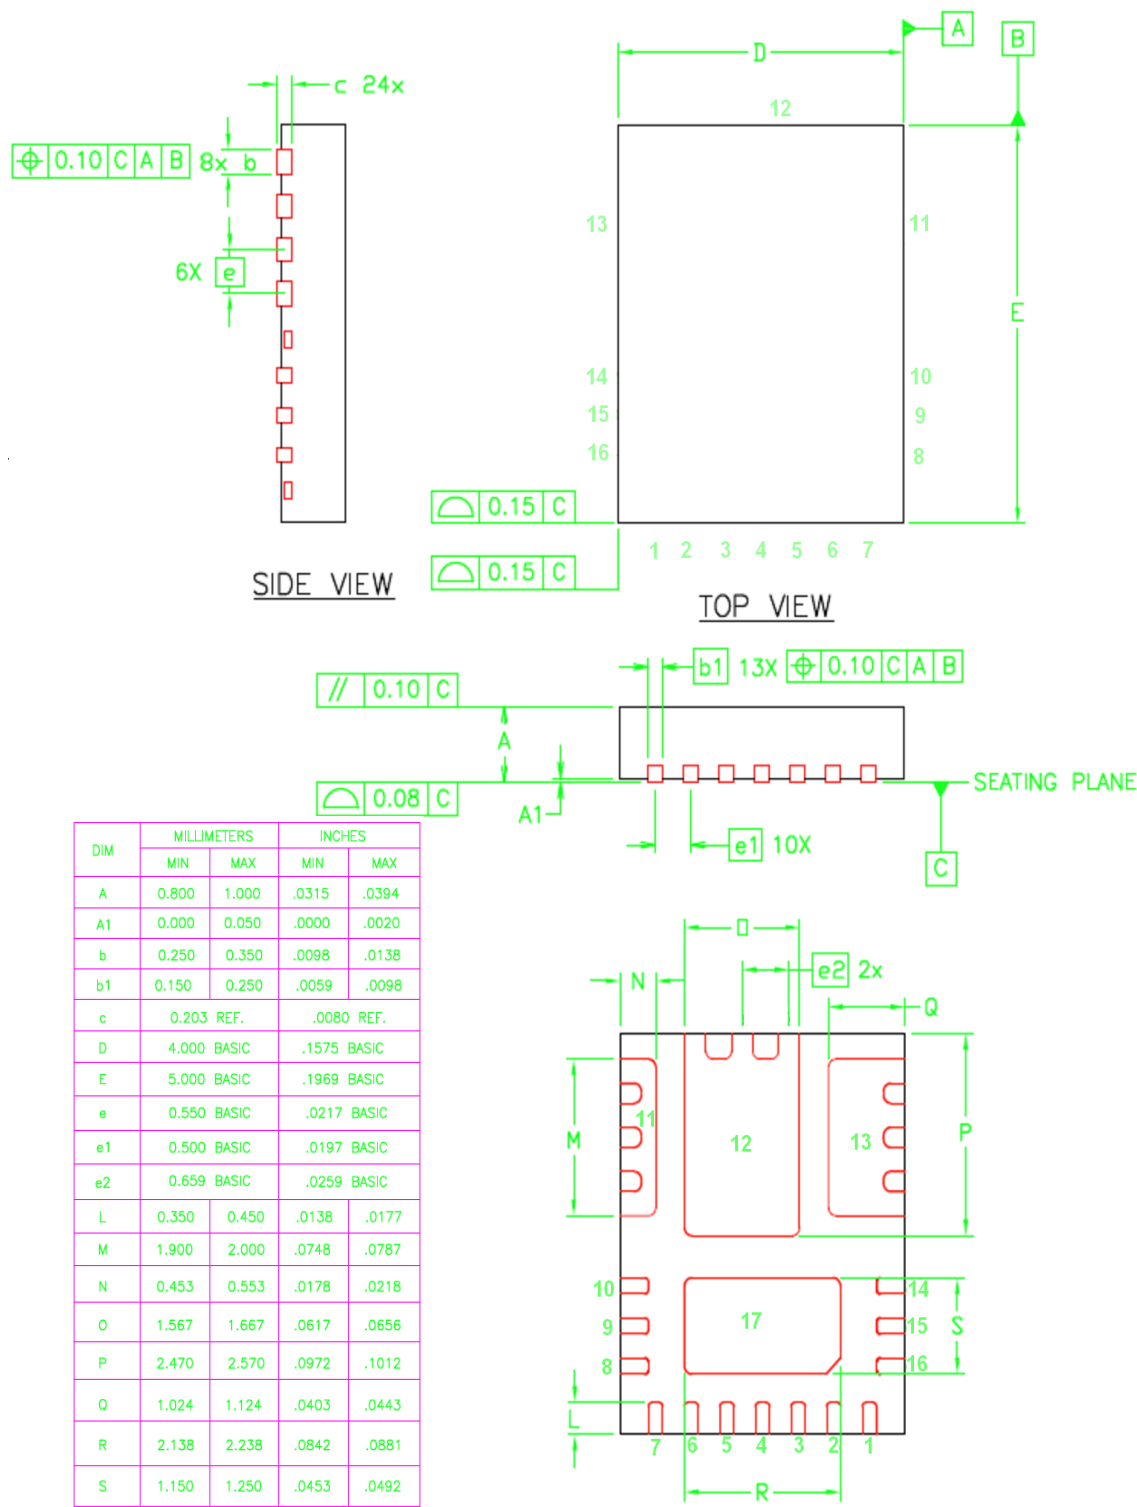 A
B
D
c 24x
12
0.10 C A B
8x b
13
11
6X e
E
14
10
15
9
16
8
0.15 C
1 2 3 4 5 6 7
0.15 C
SIDE VIEW
TOP VIEW
b1 13X 0.10 C A B
// 0.10 C
A
SEATING PLANE
0.08 C
A1
e1 10X
C
DIM MILLIMETERS INCHES
MIN MAX MIN MAX
A 0.800 1.000 .0315 .0394
A1 0.000 0.050 .0000 .0020
b 0.250 0.350 .0098 .0138
b1 0.150 0.250 .0059 .0098
c 0.203 REF. .0080 REF.
D 4.000 BASIC .1575 BASIC
E 5.000 BASIC .1969 BASIC
e 0.550 BASIC .0217 BASIC
e1 0.500 BASIC .0197 BASIC
e2 0.659 BASIC .0259 BASIC
L 0.350 0.450 .0138 .0177
M 1.900 2.000 .0748 .0787
N 0.453 0.553 .0178 .0218
O 1.567 1.667 .0617 .0656
P 2.470 2.570 .0972 .1012
Q 1.024 1.124 .0403 .0443
R 2.138 2.238 .0842 .0881
S 1.150 1.250 .0453 .0492
O
N
e2 2x
Q
11
M
12
13
P
10
14
17
9
15
S
8
16
L
7 6 5 4 3 2 1
R